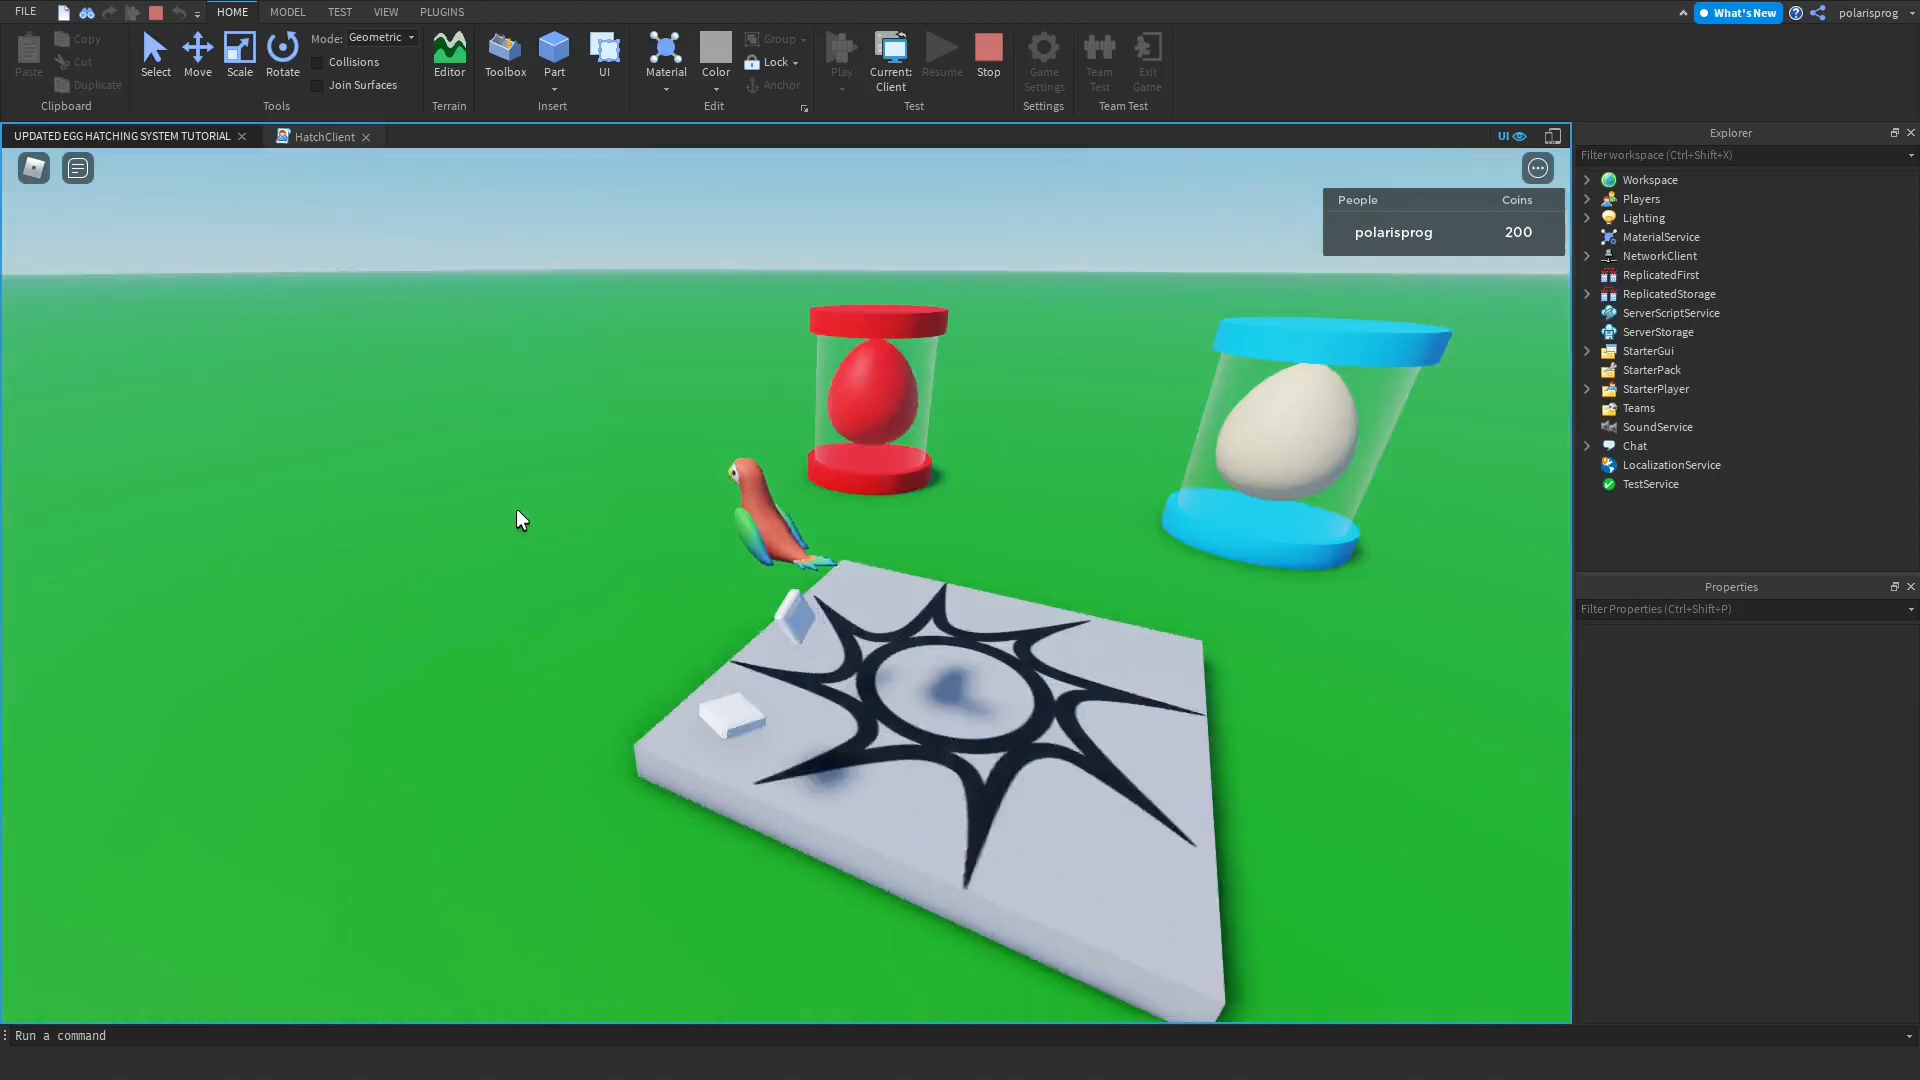 FILE HOME MODEL TEST VIEW PLUGINS What's New polarisprog
Paste Copy Cut Duplicate Clipboard
Select Move Scale Rotate Mode: Geometric Collisions Join Surfaces Tools
Editor Terrain
Toolbox Part UI Insert
Material Color Group Lock Anchor Edit
Play Current: Client Resume Stop Test
Game Settings Settings
Team Test Exit Game Team Test
UPDATED EGG HATCHING SYSTEM TUTORIAL HatchClient UI
People Coins
polarisprog 200
Explorer
Filter workspace (Ctrl+Shift+X)
Workspace
Players
Lighting
MaterialService
NetworkClient
ReplicatedFirst
ReplicatedStorage
ServerScriptService
ServerStorage
StarterGui
StarterPack
StarterPlayer
Teams
SoundService
Chat
LocalizationService
TestService
Properties
Filter Properties (Ctrl+Shift+P)
Run a command